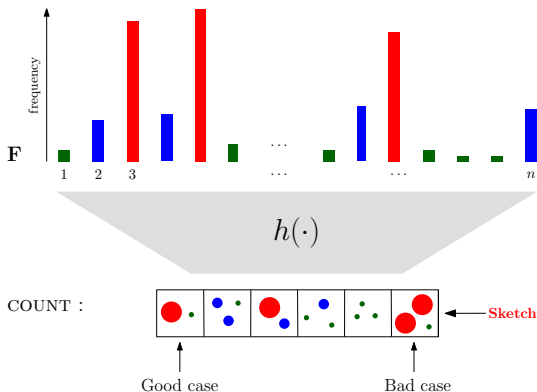 frequency
F
...
1 2 3 ... ... n
h(·)
COUNT :
Sketch
Good case Bad case